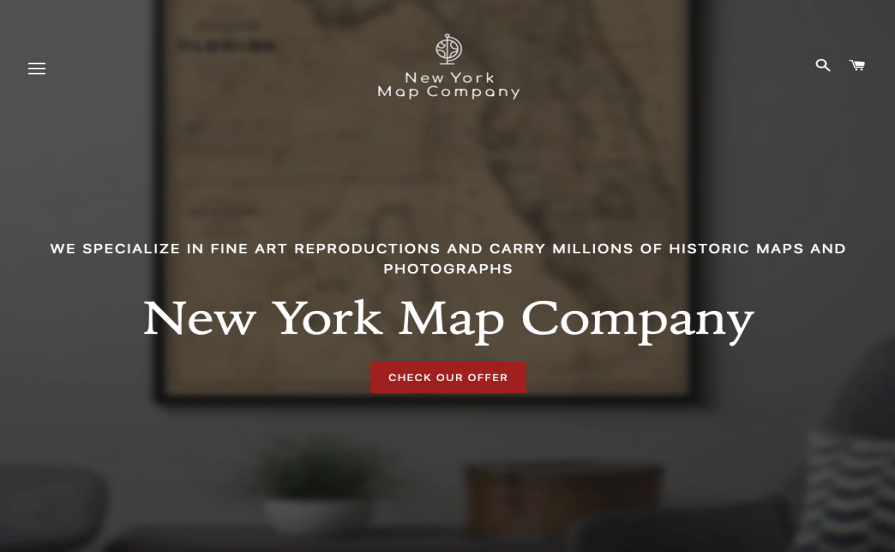 New York
Map Company
WE SPECIALIZE IN FINE ART REPRODUCTIONS AND CARRY MILLIONS OF HISTORIC MAPS AND
PHOTOGRAPHS
New York Map Company
CHECK OUR OFFER